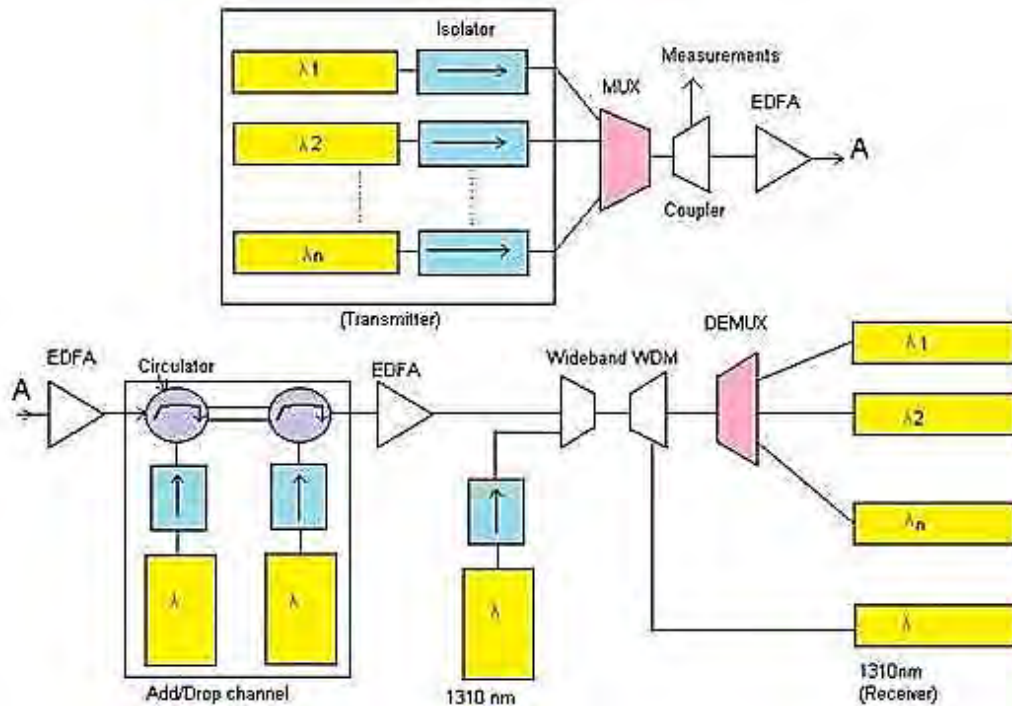 Isolator
λ1
Measurements
MUX
EDFA
λ2
A
Coupler
λn
(Transmitter)
DEMUX
EDFA
Circulator
EDFA
Wideband WDM
λ1
A
λ2
λn
λ
λ
λ
λ
Add/Drop channel
1310 nm
1310nm
(Receiver)